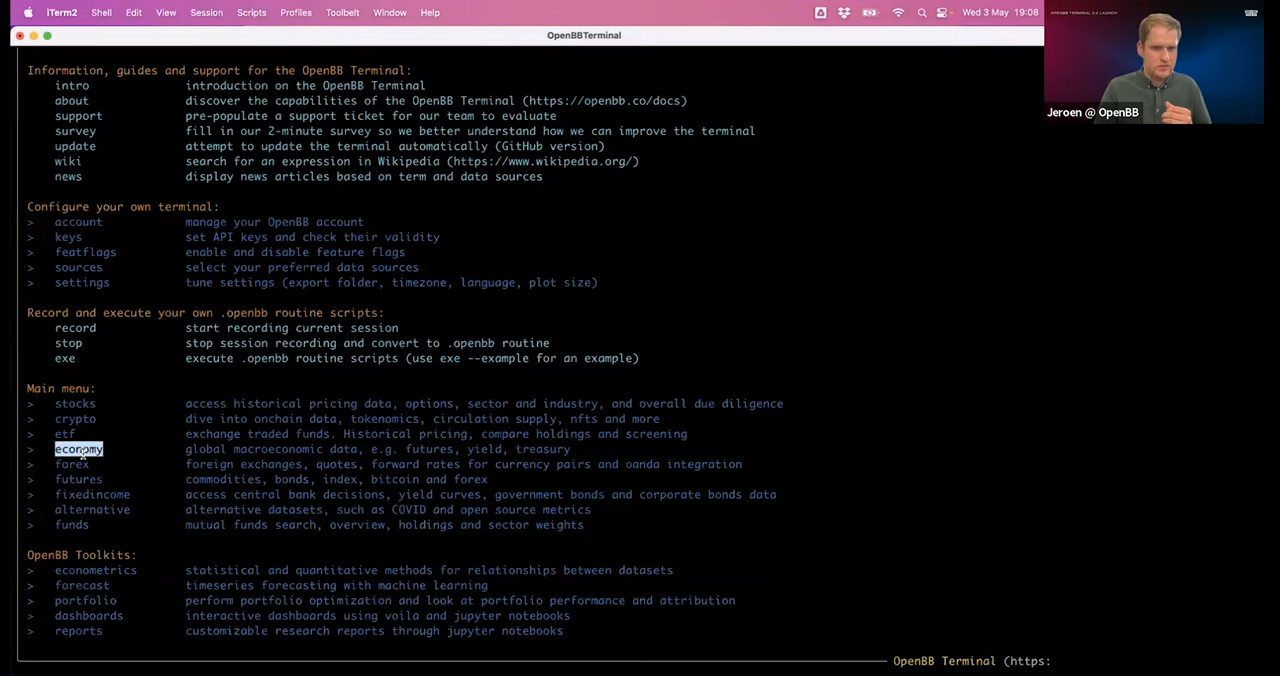 iTerm2 Shell Edit View Session Scripts Profiles Toolbelt Window Help Wed 3 May 19:08
OpenBBTerminal
OPENBB TERMINAL 3.0 LAUNCH
Jeroen @ OpenBB
Information, guides and support for the OpenBB Terminal:
intro introduction on the OpenBB Terminal
about discover the capabilities of the OpenBB Terminal (https://openbb.co/docs)
support pre-populate a support ticket for our team to evaluate
survey fill in our 2-minute survey so we better understand how we can improve the terminal
update attempt to update the terminal automatically (GitHub version)
wiki search for an expression in Wikipedia (https://www.wikipedia.org/)
news display news articles based on term and data sources
Configure your own terminal:
> account manage your OpenBB account
> keys set API keys and check their validity
> featflags enable and disable feature flags
> sources select your preferred data sources
> settings tune settings (export folder, timezone, language, plot size)
Record and execute your own .openbb routine scripts:
record start recording current session
stop stop session recording and convert to .openbb routine
exe execute .openbb routine scripts (use exe --example for an example)
Main menu:
> stocks access historical pricing data, options, sector and industry, and overall due diligence
> crypto dive into onchain data, tokenomics, circulation supply, nfts and more
> etf exchange traded funds. Historical pricing, compare holdings and screening
> economy global macroeconomic data, e.g. futures, yield, treasury
> forex foreign exchanges, quotes, forward rates for currency pairs and oanda integration
> futures commodities, bonds, index, bitcoin and forex
> fixedincome access central bank decisions, yield curves, government bonds and corporate bonds data
> alternative alternative datasets, such as COVID and open source metrics
> funds mutual funds search, overview, holdings and sector weights
OpenBB Toolkits:
> econometrics statistical and quantitative methods for relationships between datasets
> forecast timeseries forecasting with machine learning
> portfolio perform portfolio optimization and look at portfolio performance and attribution
> dashboards interactive dashboards using voila and jupyter notebooks
> reports customizable research reports through jupyter notebooks
OpenBB Terminal (https: